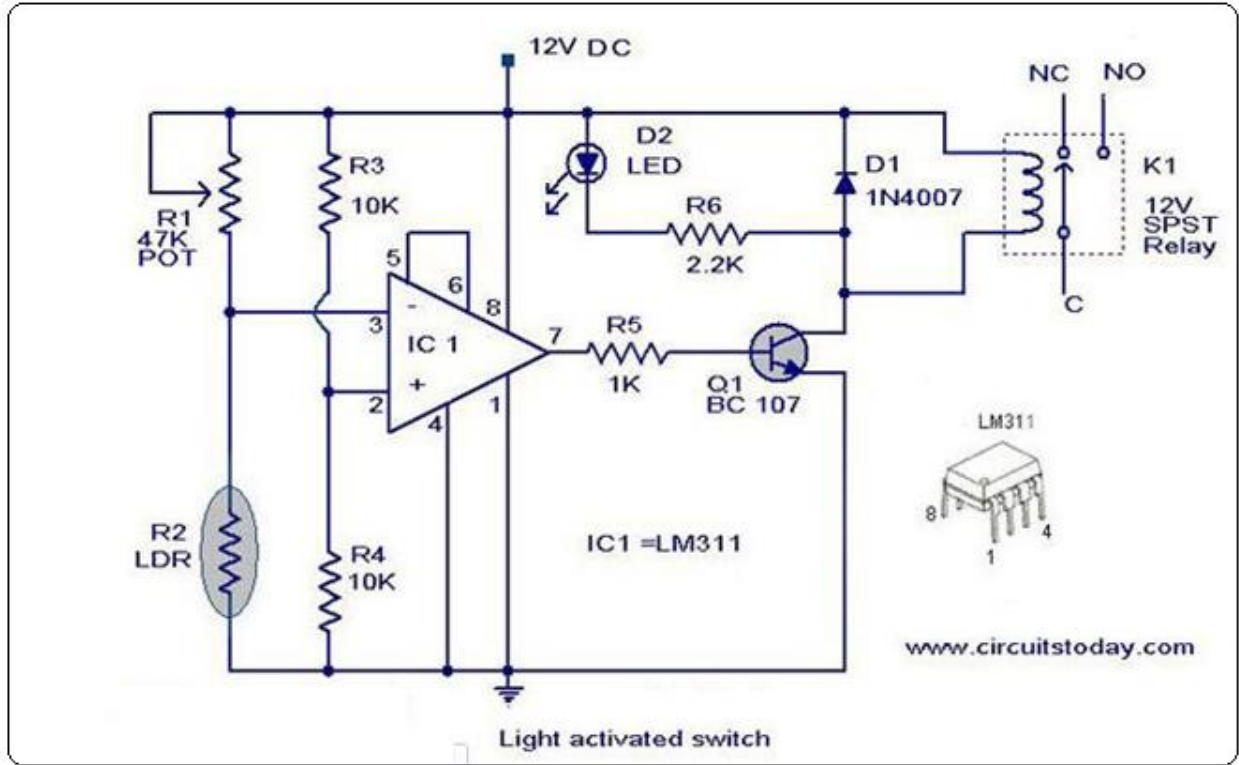 12V DC
NC NO
D2
LED
D1
1N4007
K1
12V
SPST
Relay
R1
47K
POT
R3
10K
R6
2.2K
5
6
8
C
3
-
IC 1
7
R5
1K
+
2
4
1
Q1
BC 107
LM311
8
4
1
R2
LDR
R4
10K
IC1 =LM311
www.circuitstoday.com
Light activated switch